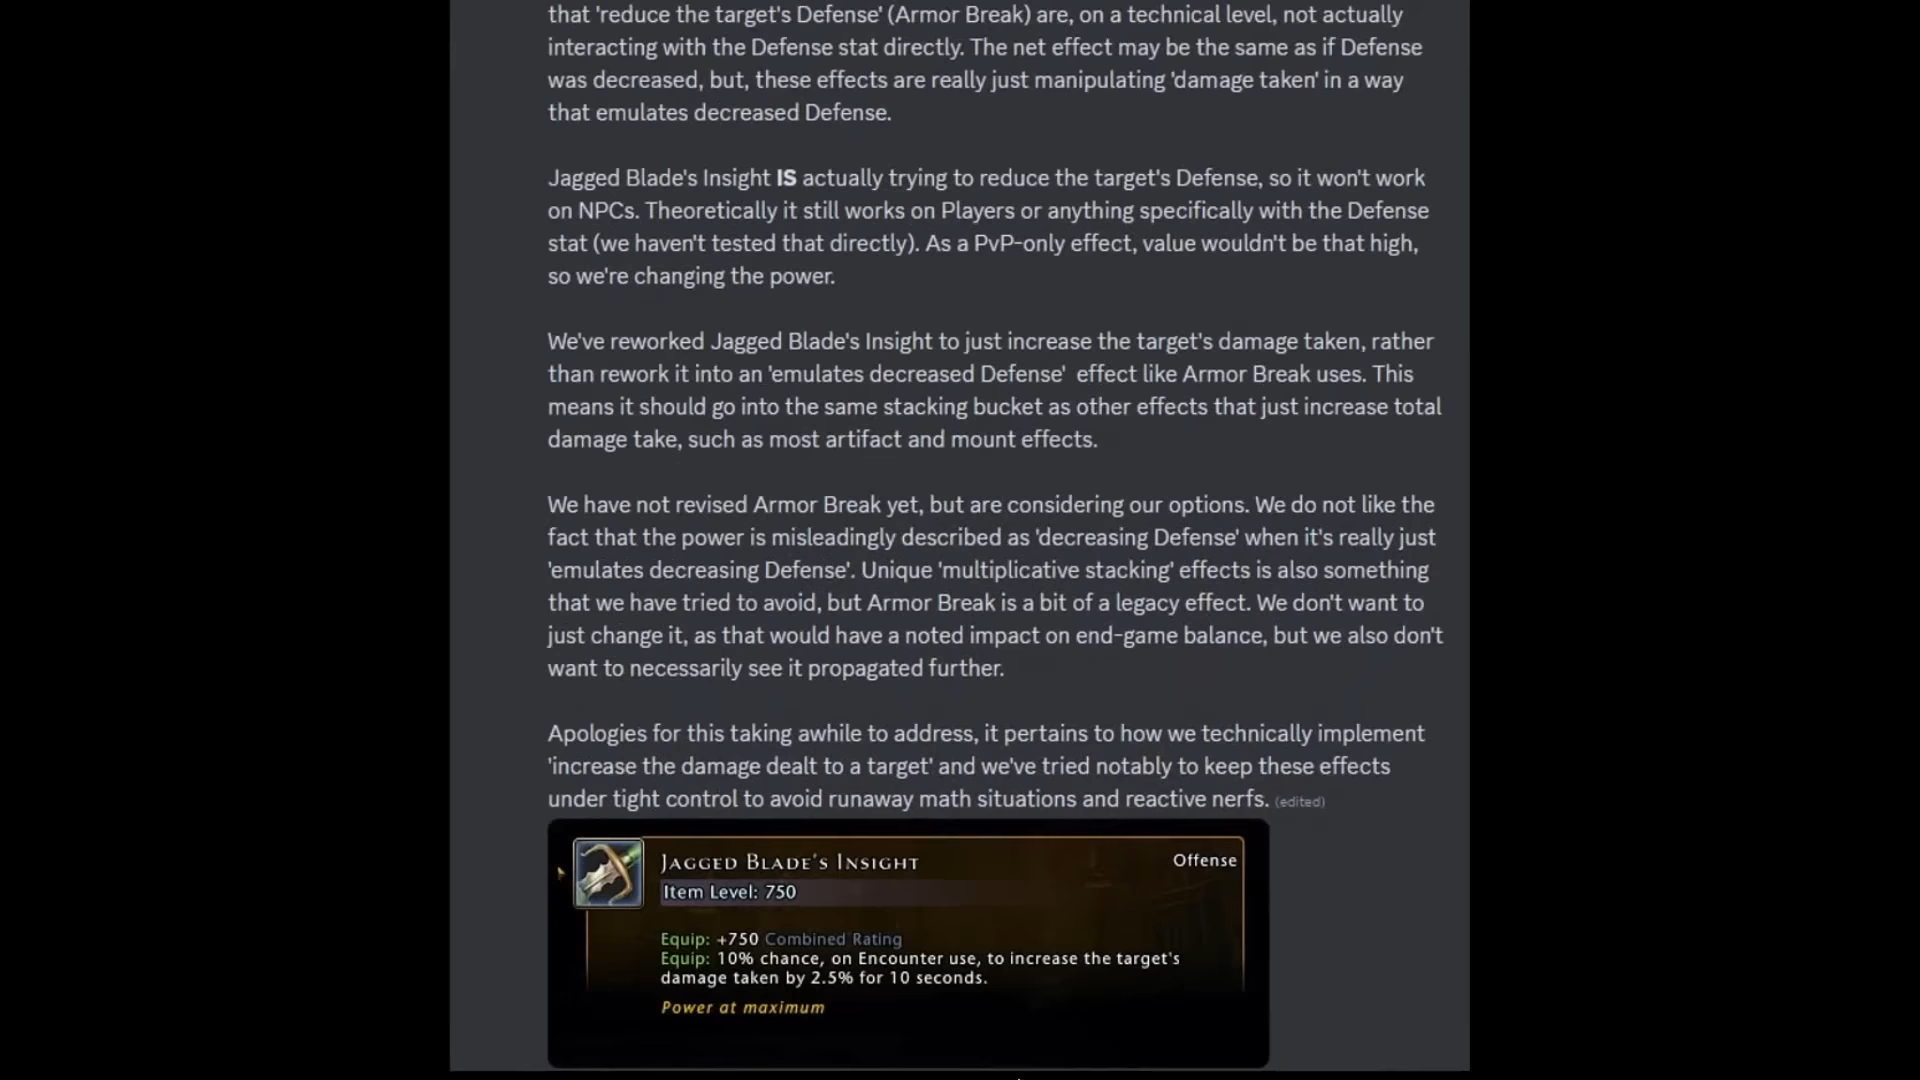 that 'reduce the target's Defense' (Armor Break) are, on a technical level, not actually
interacting with the Defense stat directly. The net effect may be the same as if Defense
was decreased, but, these effects are really just manipulating 'damage taken' in a way
that emulates decreased Defense.
Jagged Blade's Insight IS actually trying to reduce the target's Defense, so it won't work
on NPCs. Theoretically it still works on Players or anything specifically with the Defense
stat (we haven't tested that directly). As a PvP-only effect, value wouldn't be that high,
so we're changing the power.
We've reworked Jagged Blade's Insight to just increase the target's damage taken, rather
than rework it into an 'emulates decreased Defense'  effect like Armor Break uses. This
means it should go into the same stacking bucket as other effects that just increase total
damage take, such as most artifact and mount effects.
We have not revised Armor Break yet, but are considering our options. We do not like the
fact that the power is misleadingly described as 'decreasing Defense' when it's really just
'emulates decreasing Defense'. Unique 'multiplicative stacking' effects is also something
that we have tried to avoid, but Armor Break is a bit of a legacy effect. We don't want to
just change it, as that would have a noted impact on end-game balance, but we also don't
want to necessarily see it propagated further.
Apologies for this taking awhile to address, it pertains to how we technically implement
'increase the damage dealt to a target' and we've tried notably to keep these effects
under tight control to avoid runaway math situations and reactive nerfs. (edited)
Jagged Blade's Insight Offense
Item Level: 750
Equip: +750 Combined Rating
Equip: 10% chance, on Encounter use, to increase the target's
damage taken by 2.5% for 10 seconds.
Power at maximum